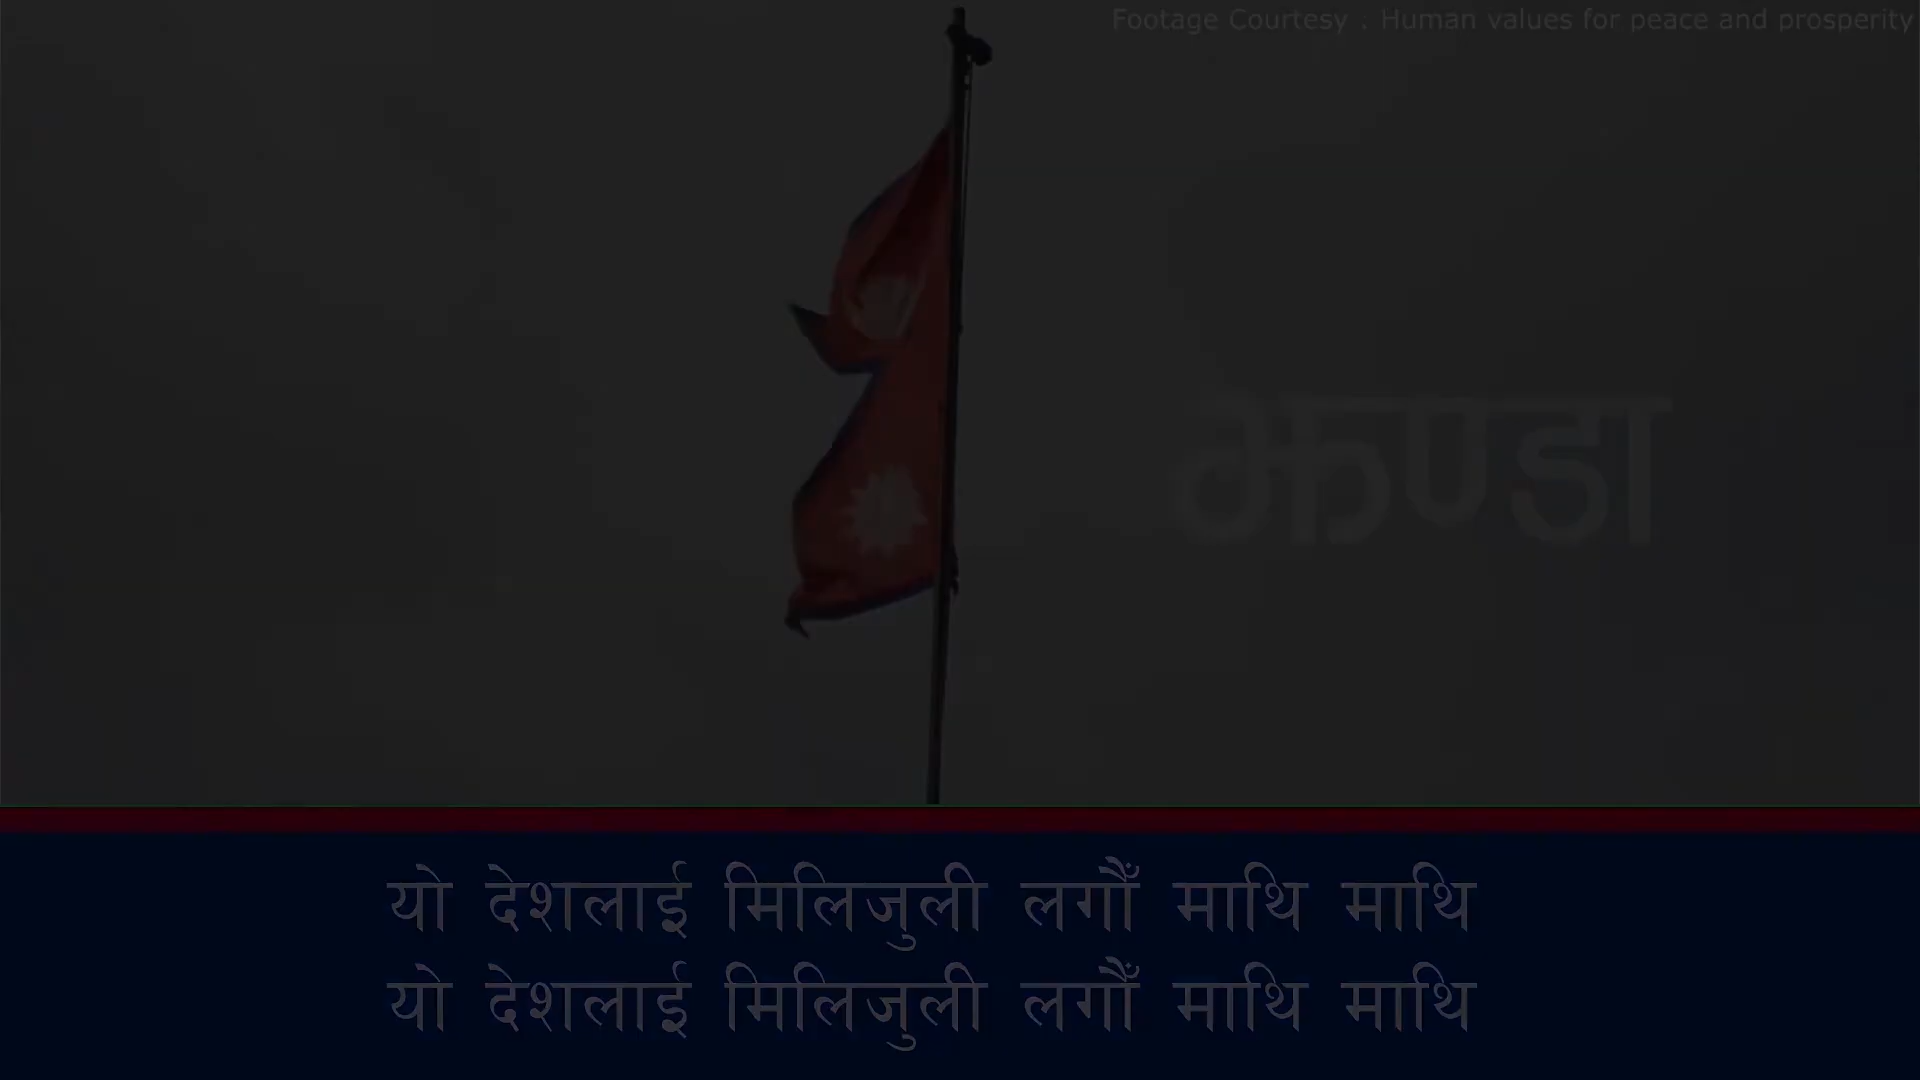 Footage Courtesy : Human values for peace and prosperity
झण्डा
यो देशलाई मिलिजुली लगौँ माथि माथि
यो देशलाई मिलिजुली लगौँ माथि माथि